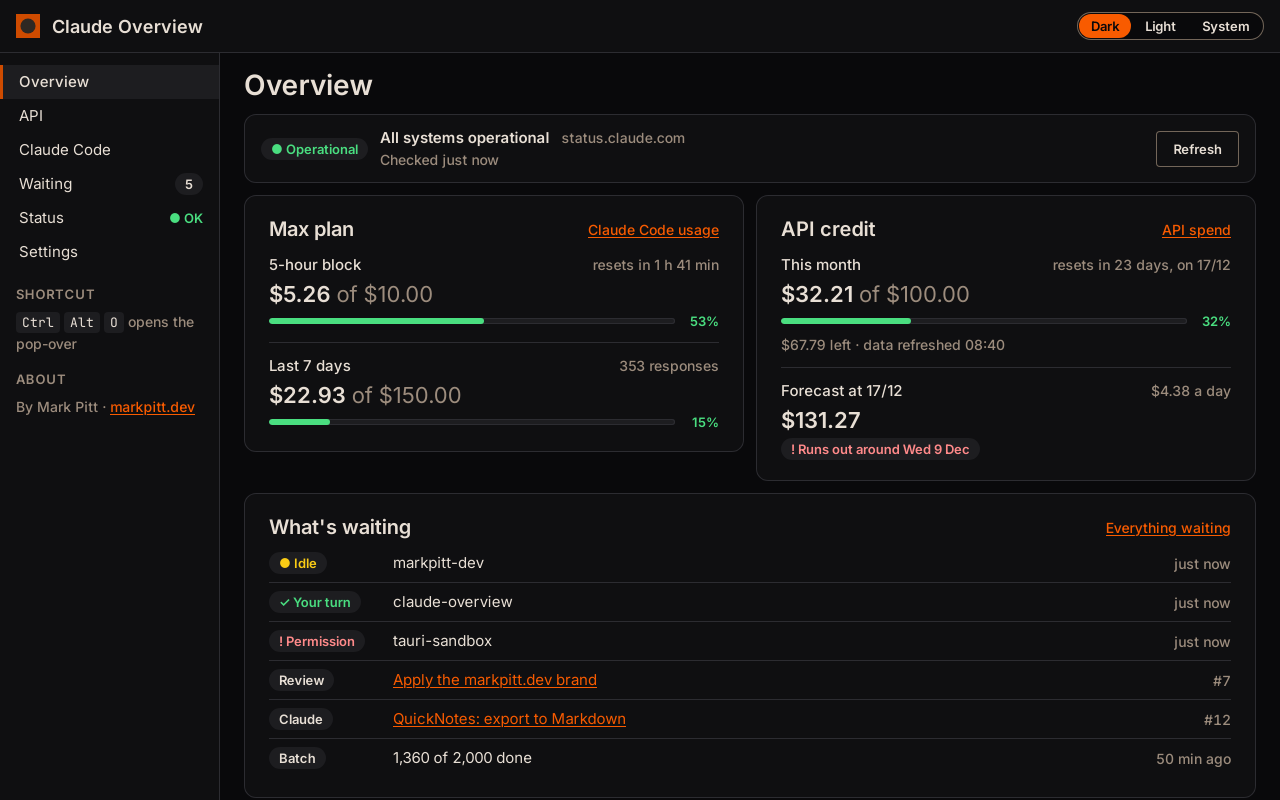 Claude Overview
Dark Light System
Overview
API
Claude Code
Waiting 5
Status OK
Settings
SHORTCUT
Ctrl Alt O opens the
pop-over
ABOUT
By Mark Pitt · markpitt.dev
Overview
Operational
All systems operational status.claude.com
Checked just now
Refresh
Max plan Claude Code usage
5-hour block resets in 1 h 41 min
$5.26 of $10.00
53%
Last 7 days 353 responses
$22.93 of $150.00
15%
API credit API spend
This month resets in 23 days, on 17/12
$32.21 of $100.00
32%
$67.79 left · data refreshed 08:40
Forecast at 17/12 $4.38 a day
$131.27
! Runs out around Wed 9 Dec
What's waiting Everything waiting
Idle markpitt-dev just now
✓ Your turn claude-overview just now
! Permission tauri-sandbox just now
Review Apply the markpitt.dev brand #7
Claude QuickNotes: export to Markdown #12
Batch 1,360 of 2,000 done 50 min ago